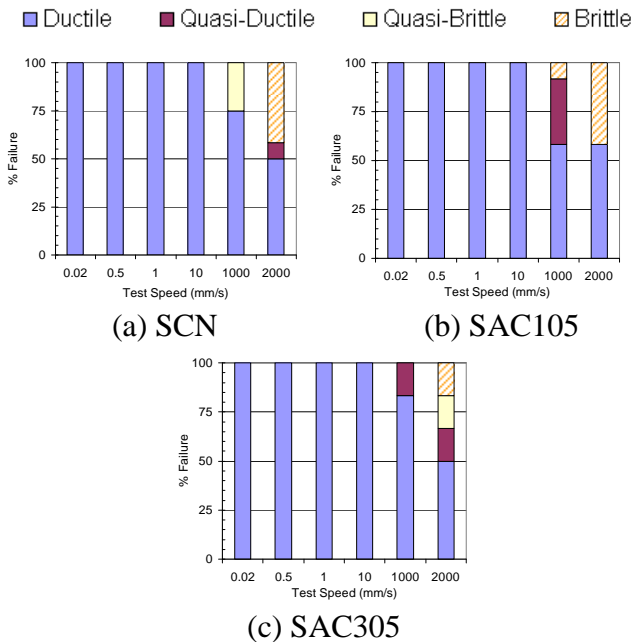 Ductile Quasi-Ductile Quasi-Brittle Brittle
100
75
50
25
0
% Failure
0.02 0.5 1 10 1000 2000
Test Speed (mm/s)
(a) SCN
100
75
50
25
0
% Failure
0.02 0.5 1 10 1000 2000
Test Speed (mm/s)
(b) SAC105
100
75
50
25
0
% Failure
0.02 0.5 1 10 1000 2000
Test Speed (mm/s)
(c) SAC305